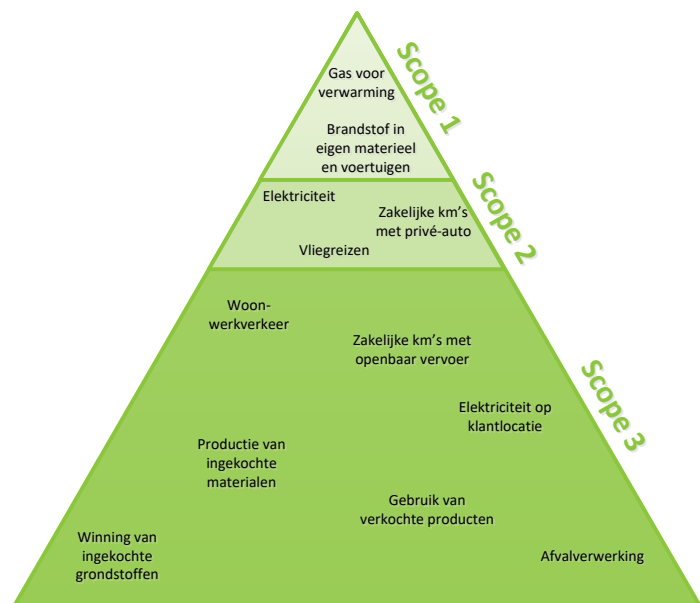 Scope 1
Gas voor
verwarming
Brandstof in
eigen materieel
en voertuigen
Scope 2
Elektriciteit
Zakelijke km's
met privé-auto
Vliegreizen
Scope 3
Woon-
werkverkeer
Zakelijke km's met
openbaar vervoer
Elektriciteit op
klantlocatie
Productie van
ingekochte
materialen
Gebruik van
verkochte producten
Winning van
ingekochte
grondstoffen
Afvalverwerking